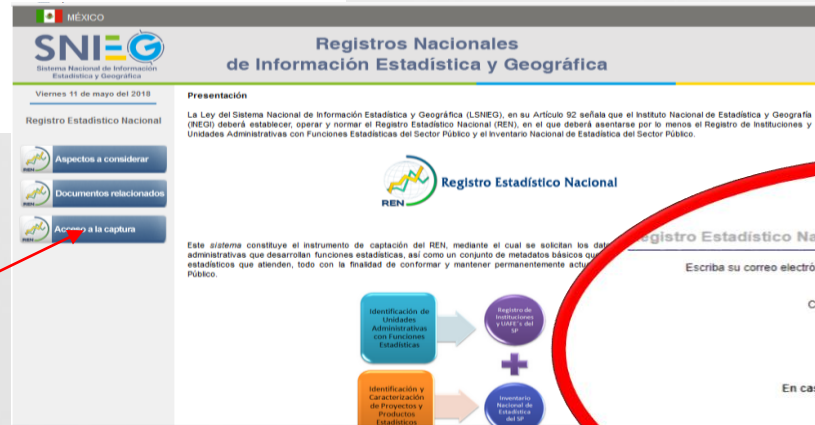 MÉXICO
SNIEG
Sistema Nacional de Información
Estadística y Geográfica
Registros Nacionales
de Información Estadística y Geográfica
Viernes 11 de mayo del 2018
Registro Estadístico Nacional
REN Aspectos a considerar
REN Documentos relacionados
REN Acceso a la captura
Presentación
La Ley del Sistema Nacional de Información Estadística y Geográfica (LSNIEG), en su Artículo 92 señala que el Instituto Nacional de Estadística y Geografía
(INEGI) deberá establecer, operar y normar el Registro Estadístico Nacional (REN), en el que deberá asentarse por lo menos el Registro de Instituciones y
Unidades Administrativas con Funciones Estadísticas del Sector Público y el Inventario Nacional de Estadística del Sector Público.
Registro Estadístico Nacional
REN
Este sistema constituye el instrumento de captación del REN, mediante el cual se solicitan los dat
administrativas que desarrollan funciones estadísticas, así como un conjunto de metadatos básicos qu
estadísticos que atienden, todo con la finalidad de conformar y mantener permanentemente actu
Público.
Identificación de
Unidades
Administrativas
con Funciones
Estadísticas
Registro de
Instituciones
y UAFE's del
SP
Identificación y
Caracterización
de Proyectos y
Productos
Estadísticos
Inventario
Nacional de
Estadística
del SP
egistro Estadístico Na
Escriba su correo electró
C
En cas